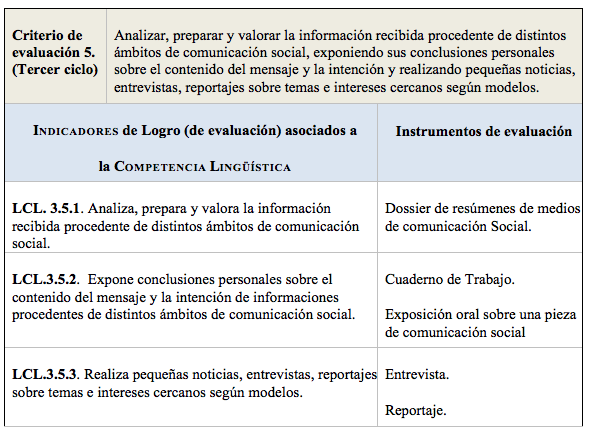 Criterio de
evaluación 5.
(Tercer ciclo)
Analizar, preparar y valorar la información recibida procedente de distintos
ámbitos de comunicación social, exponiendo sus conclusiones personales
sobre el contenido del mensaje y la intención y realizando pequeñas noticias,
entrevistas, reportajes sobre temas e intereses cercanos según modelos.
INDICADORES de Logro (de evaluación) asociados a
la COMPETENCIA LINGÜÍSTICA
Instrumentos de evaluación
LCL. 3.5.1. Analiza, prepara y valora la información
recibida procedente de distintos ámbitos de comunicación
social.
Dossier de resúmenes de medios
de comunicación Social.
LCL.3.5.2. Expone conclusiones personales sobre el
contenido del mensaje y la intención de informaciones
procedentes de distintos ámbitos de comunicación social.
Cuaderno de Trabajo.
Exposición oral sobre una pieza
de comunicación social
LCL.3.5.3. Realiza pequeñas noticias, entrevistas, reportajes
sobre temas e intereses cercanos según modelos.
Entrevista.
Reportaje.